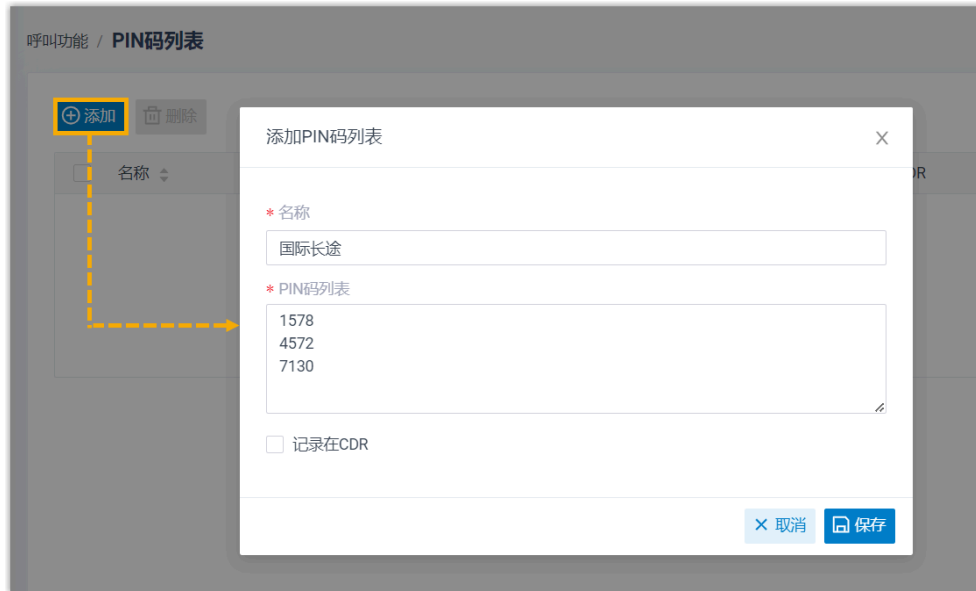 呼叫功能 / PIN码列表
添加 删除
名称
DR
添加PIN码列表
* 名称
国际长途
* PIN码列表
1578
4572
7130
记录在CDR
取消 保存